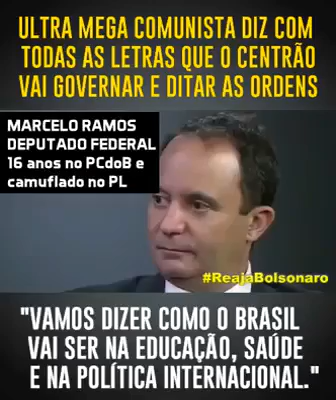 ULTRA MEGA COMUNISTA DIZ COM
TODAS AS LETRAS QUE O CENTRÃO
VAI GOVERNAR E DITAR AS ORDENS
MARCELO RAMOS
DEPUTADO FEDERAL
16 anos no PCdoB e
camuflado no PL
#ReajaBolsonaro
"VAMOS DIZER COMO O BRASIL
VAI SER NA EDUCAÇÃO, SAÚDE
E NA POLÍTICA INTERNACIONAL."